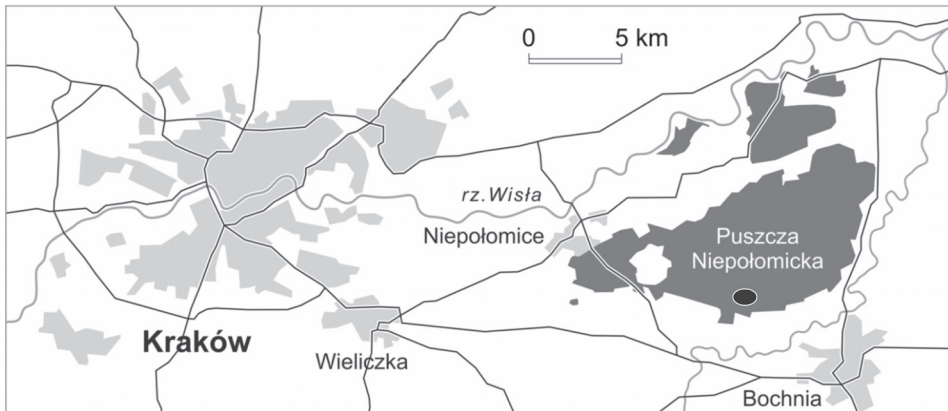 0 5 km
rz. Wisła
Niepołomice
Puszcza
Niepołomicka
Kraków
Wieliczka
Bochnia